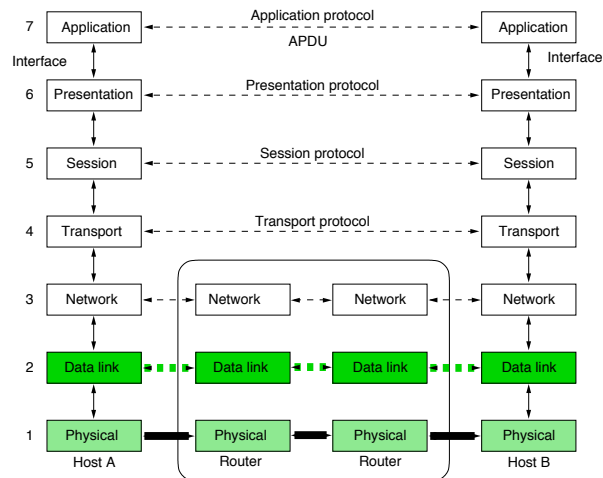 7 Application Application protocol Application
APDU
Interface Interface
6 Presentation Presentation protocol Presentation
5 Session Session protocol Session
4 Transport Transport protocol Transport
3 Network Network Network Network
2 Data link Data link Data link Data link
1 Physical Physical Physical Physical
Host A Router Router Host B